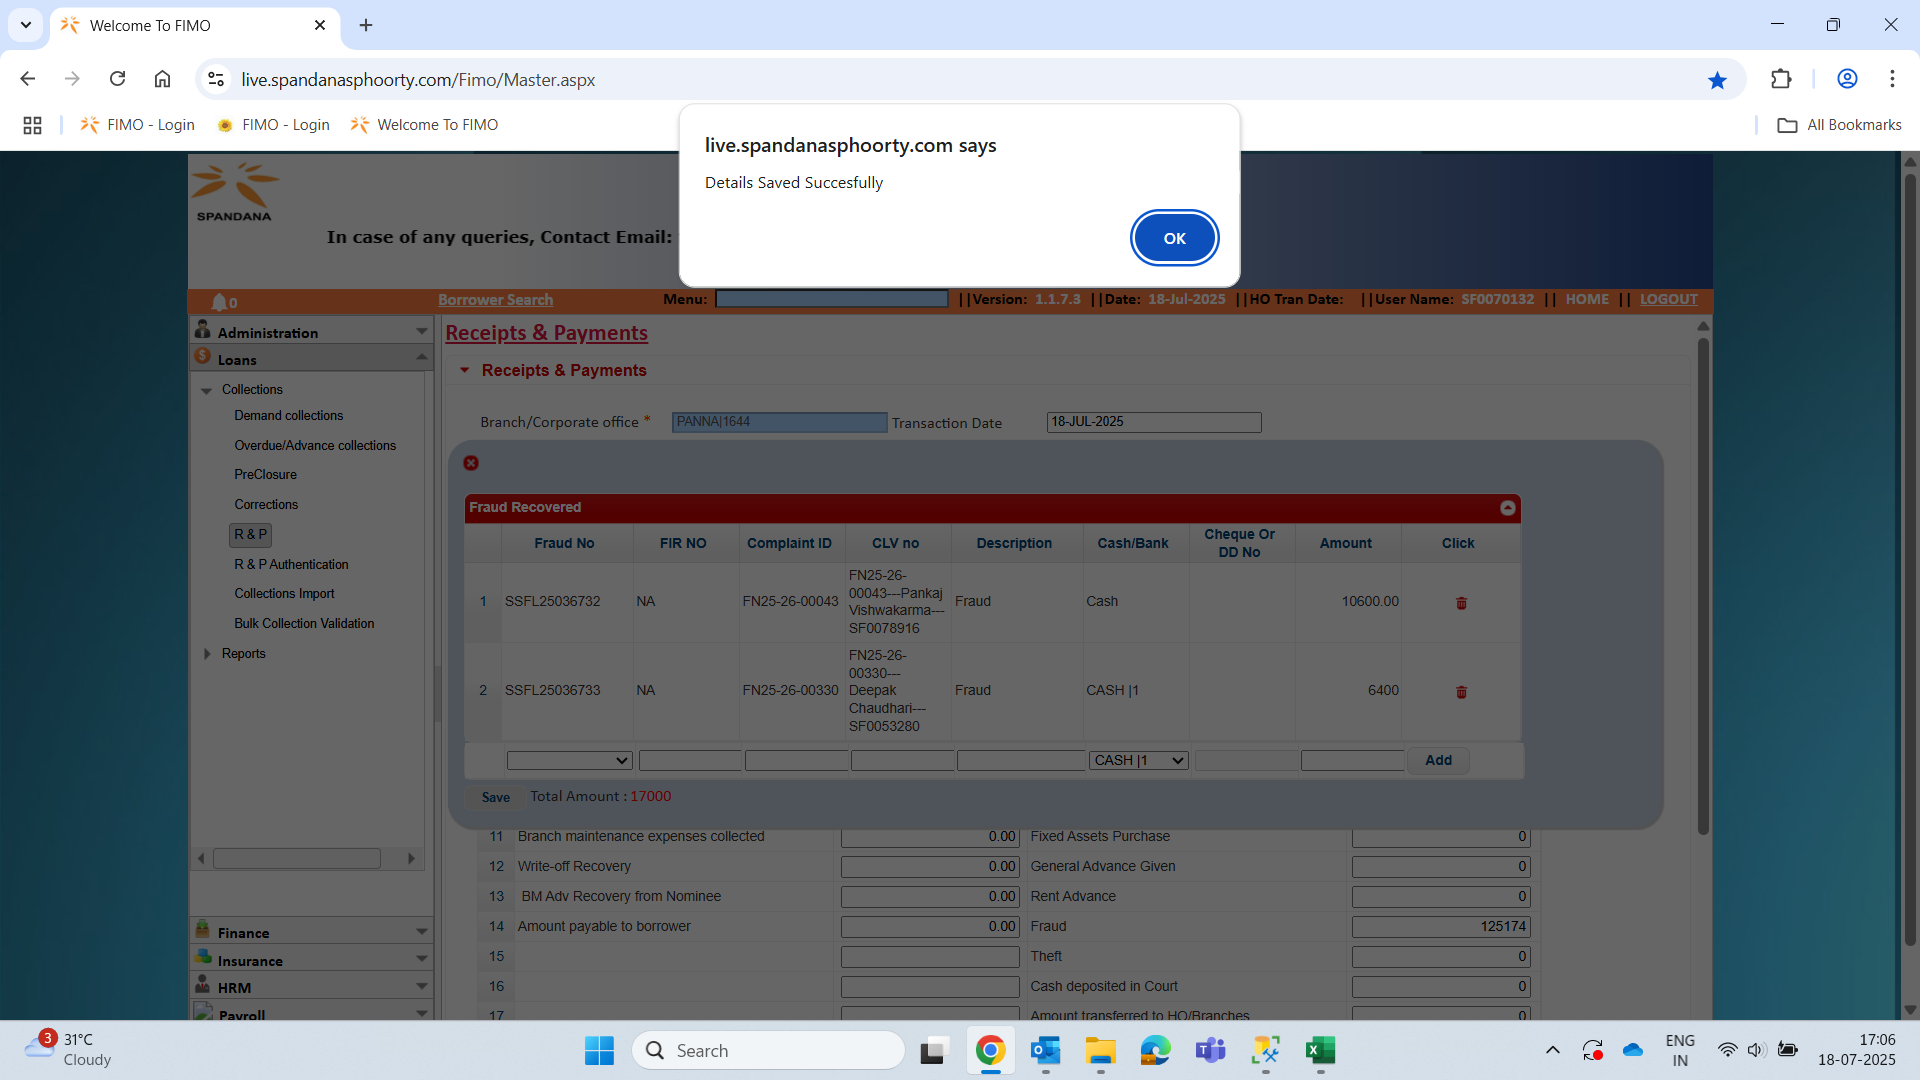 Welcome To FIMO
live.spandanasphoorty.com/Fimo/Master.aspx
FIMO - Login
FIMO - Login
Welcome To FIMO
All Bookmarks
live.spandanasphoorty.com says
Details Saved Succesfully
OK
SPANDANA
In case of any queries, Contact Email:
0
Borrower Search
Menu:
||Version: 1.1.7.3 ||Date: 18-Jul-2025 ||HO Tran Date: ||User Name: SF0070132 || HOME || LOGOUT
Administration
Loans
Collections
Demand collections
Overdue/Advance collections
PreClosure
Corrections
R & P
R & P Authentication
Collections Import
Bulk Collection Validation
Reports
Finance
Insurance
HRM
Payroll
Receipts & Payments
Receipts & Payments
Branch/Corporate office * PANNA|1644 Transaction Date 18-JUL-2025
Fraud Recovered
Fraud No FIR NO Complaint ID CLV no Description Cash/Bank Cheque Or DD No Amount Click
1 SSFL25036732 NA FN25-26-00043 FN25-26-00043---Pankaj Vishwakarma---SF0078916 Fraud Cash 10600.00
2 SSFL25036733 NA FN25-26-00330 FN25-26-00330---Deepak Chaudhari---SF0053280 Fraud CASH |1 6400
CASH |1 Add
Save Total Amount : 17000
11 Branch maintenance expenses collected 0.00 Fixed Assets Purchase 0
12 Write-off Recovery 0.00 General Advance Given 0
13 BM Adv Recovery from Nominee 0.00 Rent Advance 0
14 Amount payable to borrower 0.00 Fraud 125174
15 Theft 0
16 Cash deposited in Court 0
17 Amount transferred to HO/Branches 0
3
31°C
Cloudy
Search
ENG
IN
17:06
18-07-2025